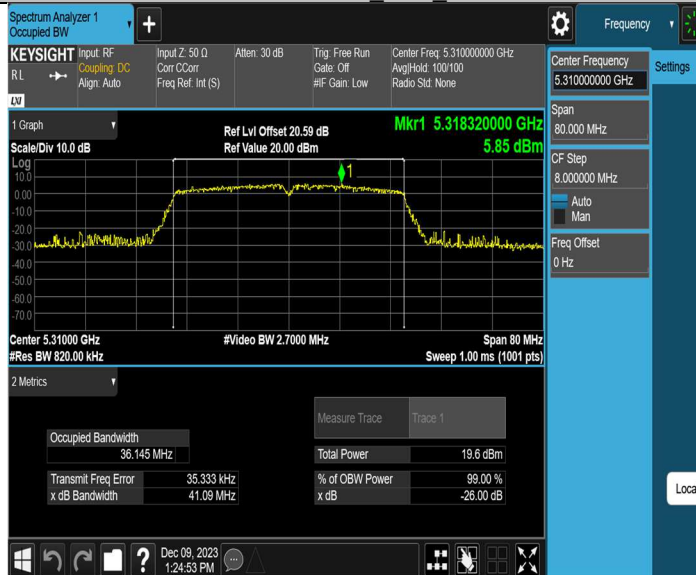 Spectrum Analyzer 1
Occupied BW
+
Frequency
KEYSIGHT
RL
LXI
Input: RF
Coupling: DC
Align: Auto
Input Z: 50 Ω
Corr CCorr
Freq Ref: Int (S)
Atten: 30 dB
Trig: Free Run
Gate: Off
#IF Gain: Low
Center Freq: 5.310000000 GHz
Avg|Hold: 100/100
Radio Std: None
Center Frequency
5.310000000 GHz
Settings
Span
80.000 MHz
CF Step
8.000000 MHz
Auto
Man
Freq Offset
0 Hz
Loca
1 Graph
Scale/Div 10.0 dB
Ref Lvl Offset 20.59 dB
Ref Value 20.00 dBm
Mkr1 5.318320000 GHz
5.85 dBm
Log
10.0
0.00
-10.0
-20.0
-30.0
-40.0
-50.0
-60.0
-70.0
1
Center 5.31000 GHz
#Res BW 820.00 kHz
#Video BW 2.7000 MHz
Span 80 MHz
Sweep 1.00 ms (1001 pts)
2 Metrics
Measure Trace Trace 1
Occupied Bandwidth
36.145 MHz
Total Power 19.6 dBm
Transmit Freq Error 35.333 kHz
% of OBW Power 99.00 %
x dB Bandwidth 41.09 MHz
x dB -26.00 dB
?
Dec 09, 2023
1:24:53 PM